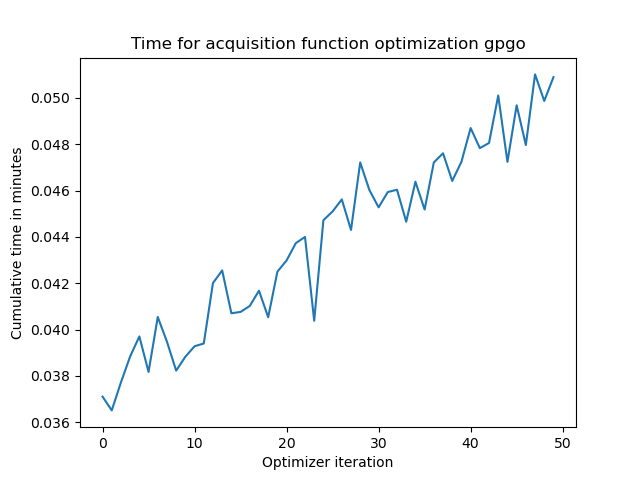 Time for acquisition function optimization gpgo
Cumulative time in minutes
0.050
0.048
0.046
0.044
0.042
0.040
0.038
0.036
0 10 20 30 40 50
Optimizer iteration